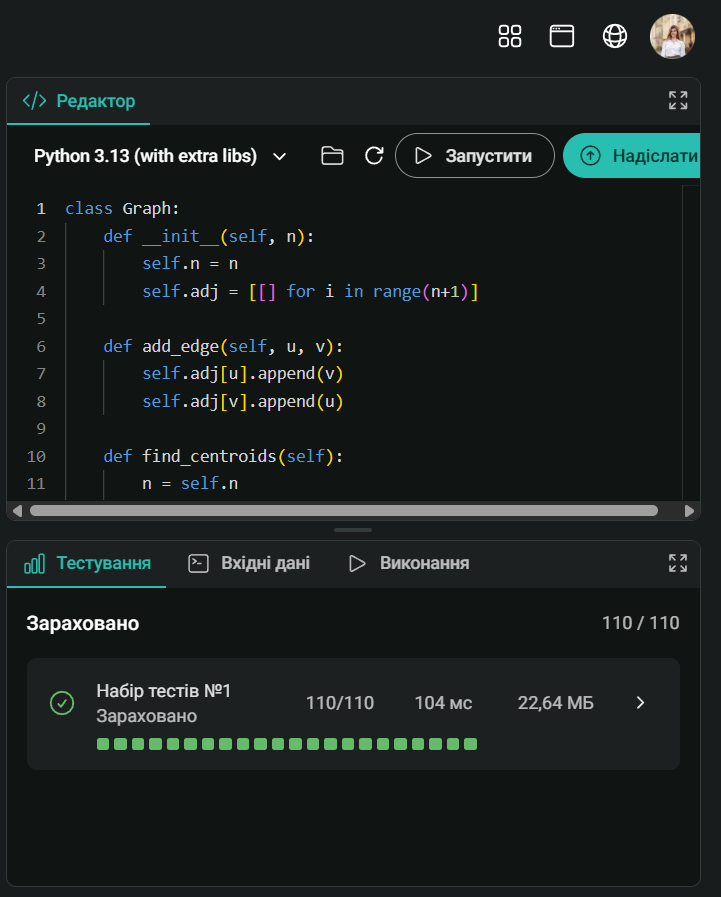 </> Редактор
Python 3.13 (with extra libs)
Запустити
Надіслати
1 class Graph:
2 def __init__(self, n):
3 self.n = n
4 self.adj = [[] for i in range(n+1)]
5
6 def add_edge(self, u, v):
7 self.adj[u].append(v)
8 self.adj[v].append(u)
9
10 def find_centroids(self):
11 n = self.n
Тестування Вхідні дані Виконання
Зараховано 110 / 110
Набір тестів №1 110/110 104 мс 22,64 МБ
Зараховано